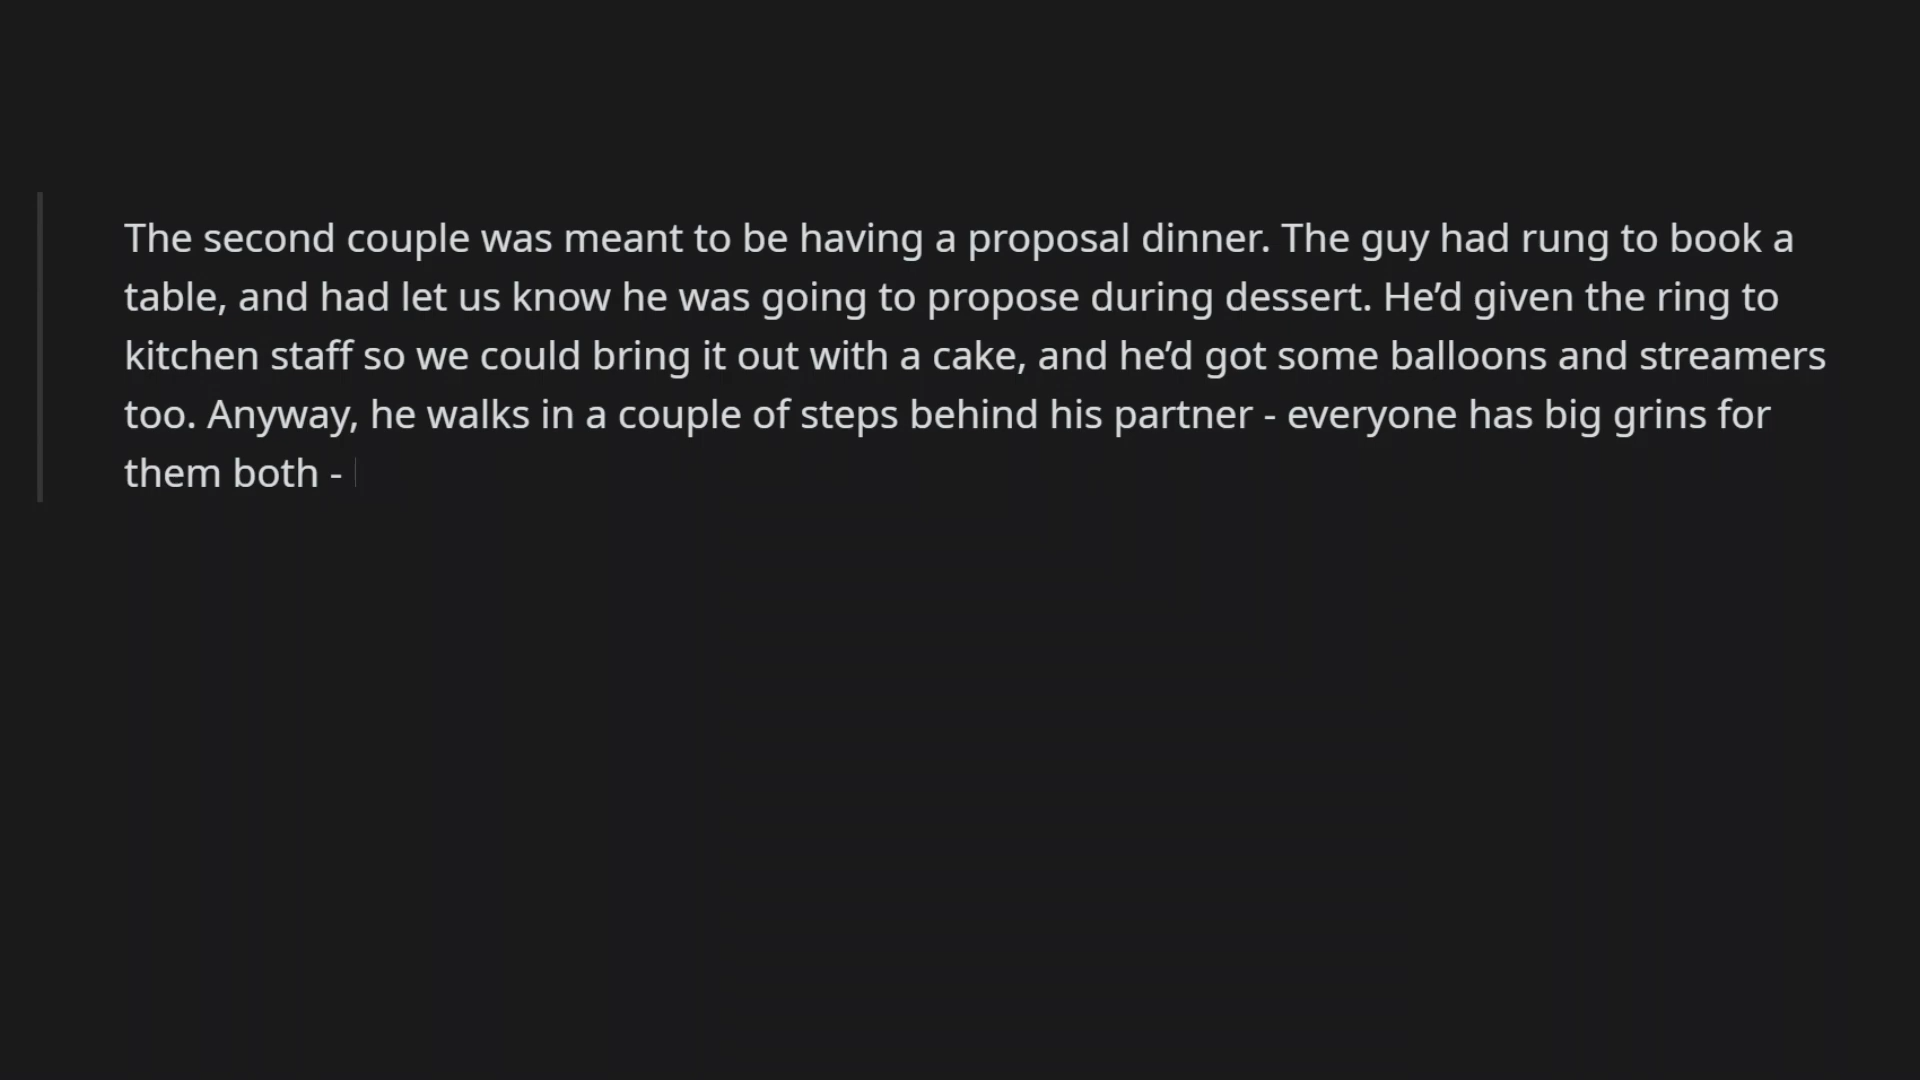 The second couple was meant to be having a proposal dinner. The guy had rung to book a
table, and had let us know he was going to propose during dessert. He’d given the ring to
kitchen staff so we could bring it out with a cake, and he’d got some balloons and streamers
too. Anyway, he walks in a couple of steps behind his partner - everyone has big grins for
them both -